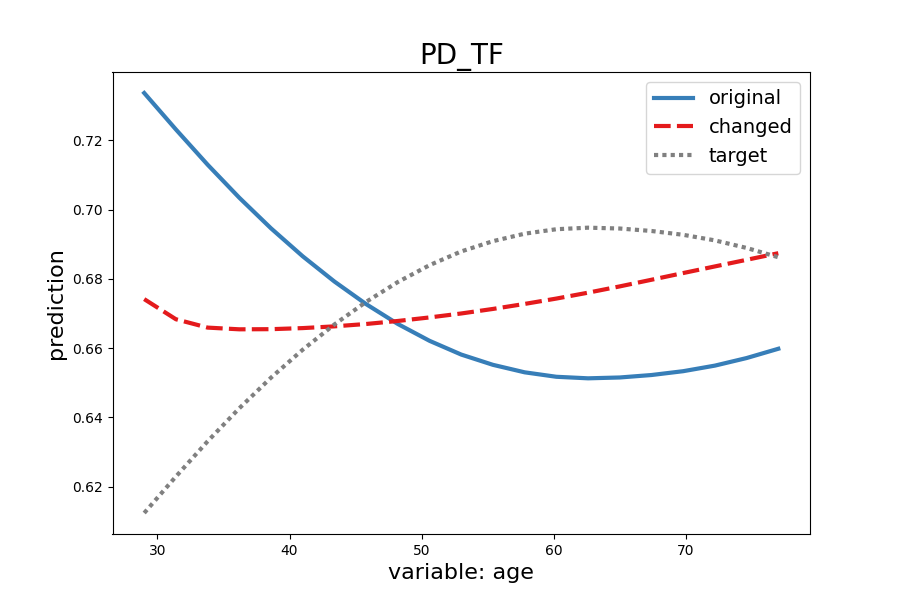 PD_TF
original
changed
target
prediction
0.72
0.70
0.68
0.66
0.64
0.62
30 40 50 60 70
variable: age